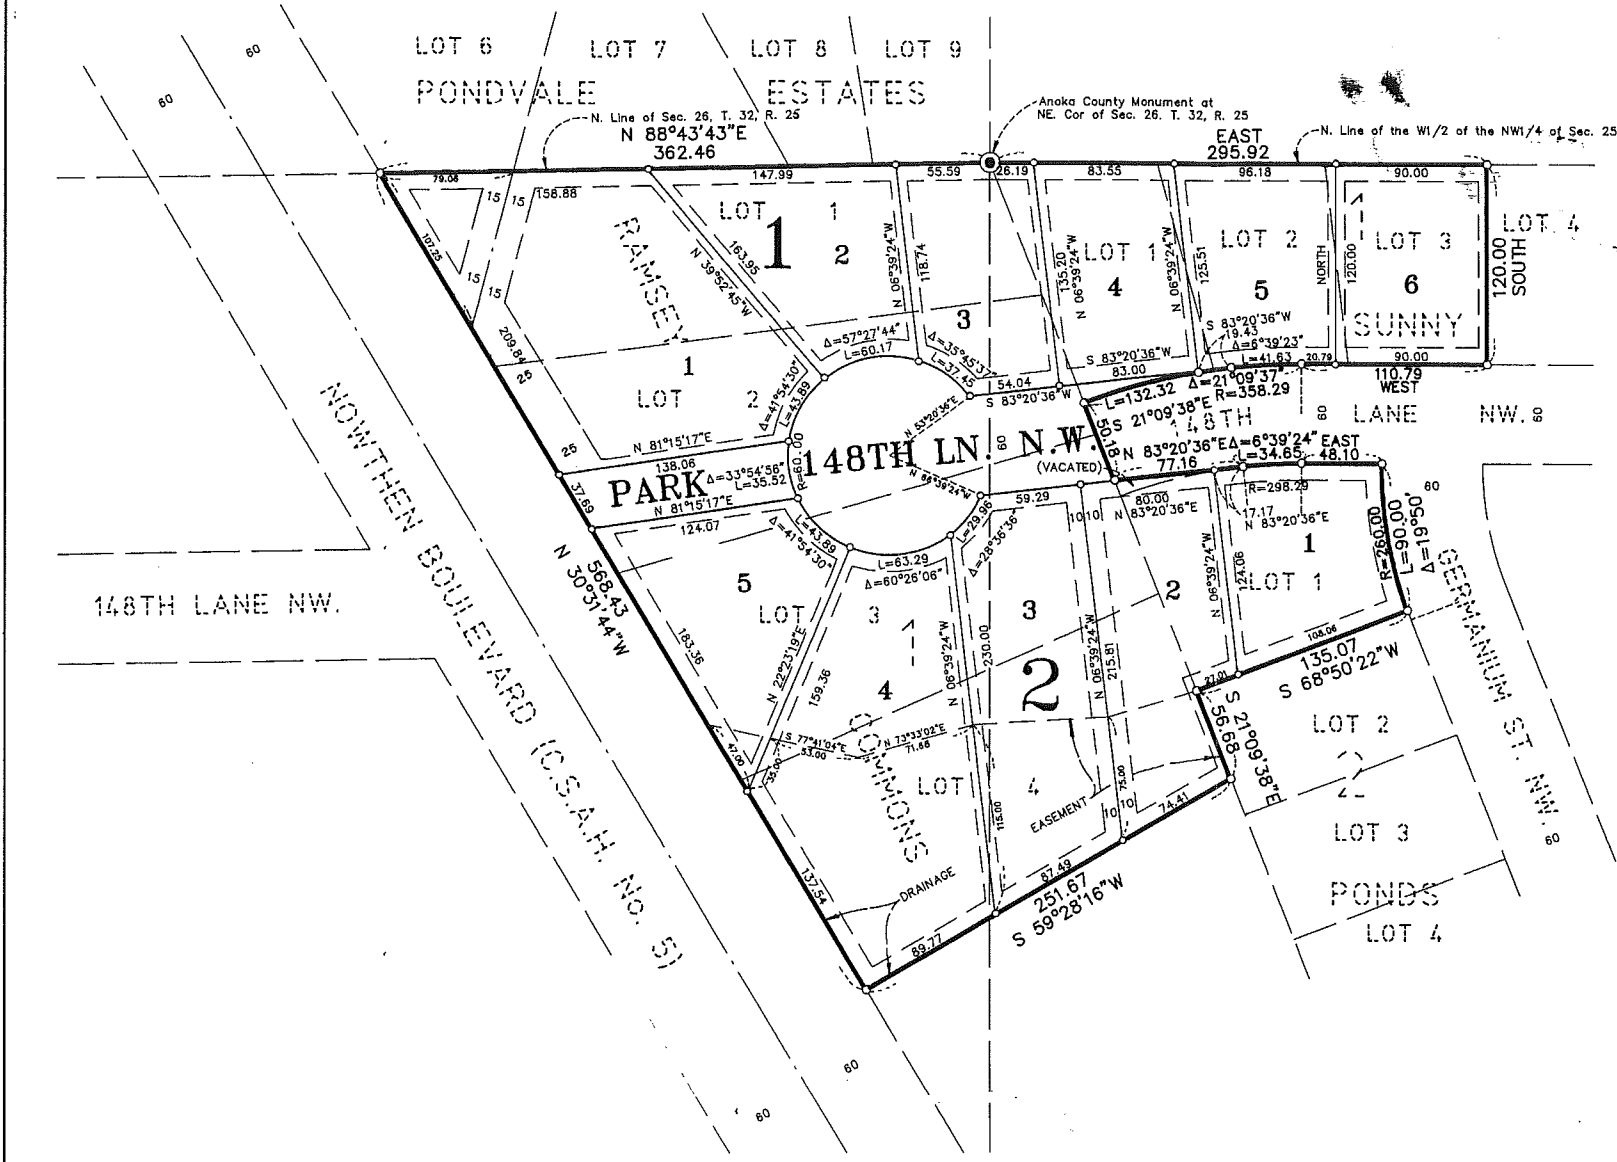 60
60
LOT 6
LOT 7
LOT 8
LOT 9
PONDVALE
ESTATES
N. Line of Sec. 26, T. 32, R. 25
N 88°43'43"E
362.46
Anoka County Monument at
NE. Cor of Sec. 26. T. 32, R. 25
EAST
295.92
N. Line of the W1/2 of the NW1/4 of Sec. 25
79.08
158.88
147.99
55.59
26.19
83.55
96.18
90.00
15
15
15
15
107.25
209.84
RAMSEY
163.95
N 39°52'45"W
LOT 1
1
2
N 06°39'24"W
118.74
3
135.20
N 06°39'24"W
LOT 1
4
N 06°39'24"W
125.51
LOT 2
5
NORTH
120.00
1
LOT 3
6
SUNNY
120.00
SOUTH
LOT 4
1
LOT 2
25
25
Δ=57°27'44"
L=60.17
Δ=35°45'37"
L=37.45
Δ=41°54'30"
L=43.89
54.04
S 83°20'36"W
S 83°20'36"W
83.00
S 83°20'36"W
19.43
Δ=6°39'23"
L=41.63
20.79
90.00
110.79
WEST
L=132.32
Δ=21°09'37"
R=358.29
S 21°09'38"E
50.18
148TH LANE NW.
60
60
N 81°15'17"E
138.06
PARK
Δ=33°54'56"
L=35.52
R=60.00
148TH LN. N.W.
(VACATED)
60
N 53°20'36"E
N 66°39'24"W
N 83°20'36"E
77.16
Δ=6°39'24"
L=34.65
EAST
48.10
R=298.29
37.69
N 81°15'17"E
124.07
L=43.89
Δ=41°54'30"
L=63.29
Δ=60°26'06"
L=29.96
Δ=28°36'36"
59.29
10 10
80.00
N 83°20'36"E
17.17
N 83°20'36"E
60
R=260.00
L=90.00
Δ=19°50'
GERMANIUM ST. NW.
60
NOWTHEN BOULEVARD (C.S.A.H. No. 5)
148TH LANE NW.
568.43
N 30°31'44"W
183.36
5
LOT 3
N 22°23'19"E
159.36
1
4
COMMONS
N 06°39'24"W
230.00
3
2
N 06°39'24"W
215.81
2
N 06°39'24"W
124.06
1
LOT 1
108.06
135.07
S 68°50'22"W
27.01
S 21°09'38"E
56.68
LOT 2
2
LOT 3
PONDS
LOT 4
47.00
35.00
S 77°41'04"E
53.00
N 73°33'02"E
71.66
LOT 4
115.00
EASEMENT
75.00
10 10
74.41
87.49
251.67
S 59°28'16"W
DRAINAGE
137.54
89.77
60
60